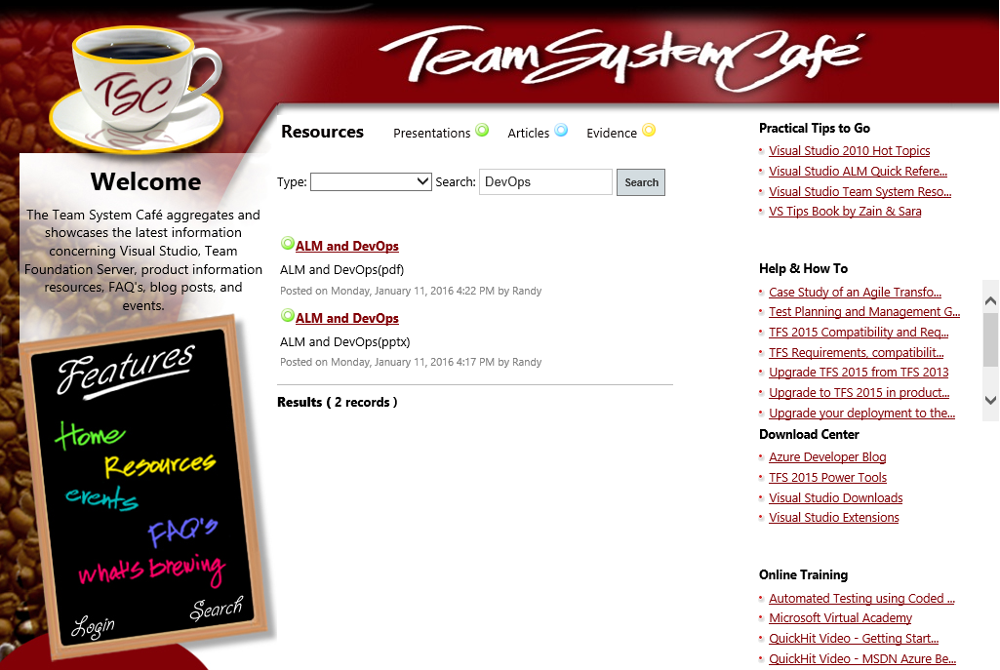 TSC
Team System Café
Welcome
The Team System Café aggregates and
showcases the latest information
concerning Visual Studio, Team
Foundation Server, product information
resources, FAQ's, blog posts, and
events.
Features
Home
Resources
events
FAQ's
what's brewing
Search
Login
Resources Presentations Articles Evidence
Type: Search: DevOps Search
ALM and DevOps
ALM and DevOps(pdf)
Posted on Monday, January 11, 2016 4:22 PM by Randy
ALM and DevOps
ALM and DevOps(pptx)
Posted on Monday, January 11, 2016 4:17 PM by Randy
Results ( 2 records )
Practical Tips to Go
Visual Studio 2010 Hot Topics
Visual Studio ALM Quick Refere...
Visual Studio Team System Reso...
VS Tips Book by Zain & Sara
Help & How To
Case Study of an Agile Transfo...
Test Planning and Management G...
TFS 2015 Compatibility and Req...
TFS Requirements, compatibilit...
Upgrade TFS 2015 from TFS 2013
Upgrade to TFS 2015 in product...
Upgrade your deployment to the...
Download Center
Azure Developer Blog
TFS 2015 Power Tools
Visual Studio Downloads
Visual Studio Extensions
Online Training
Automated Testing using Coded ...
Microsoft Virtual Academy
QuickHit Video - Getting Start...
QuickHit Video - MSDN Azure Be...